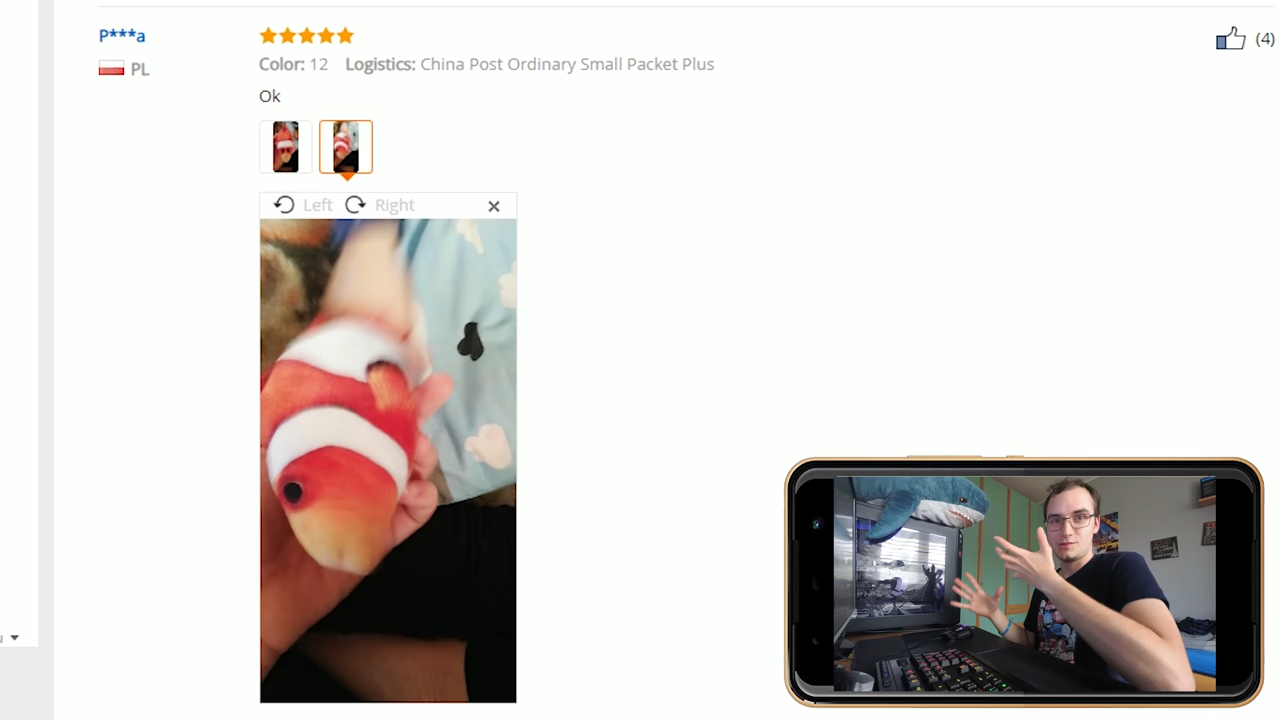 P***a
PL
(4)
Color: 12 Logistics: China Post Ordinary Small Packet Plus
Ok
Left Right